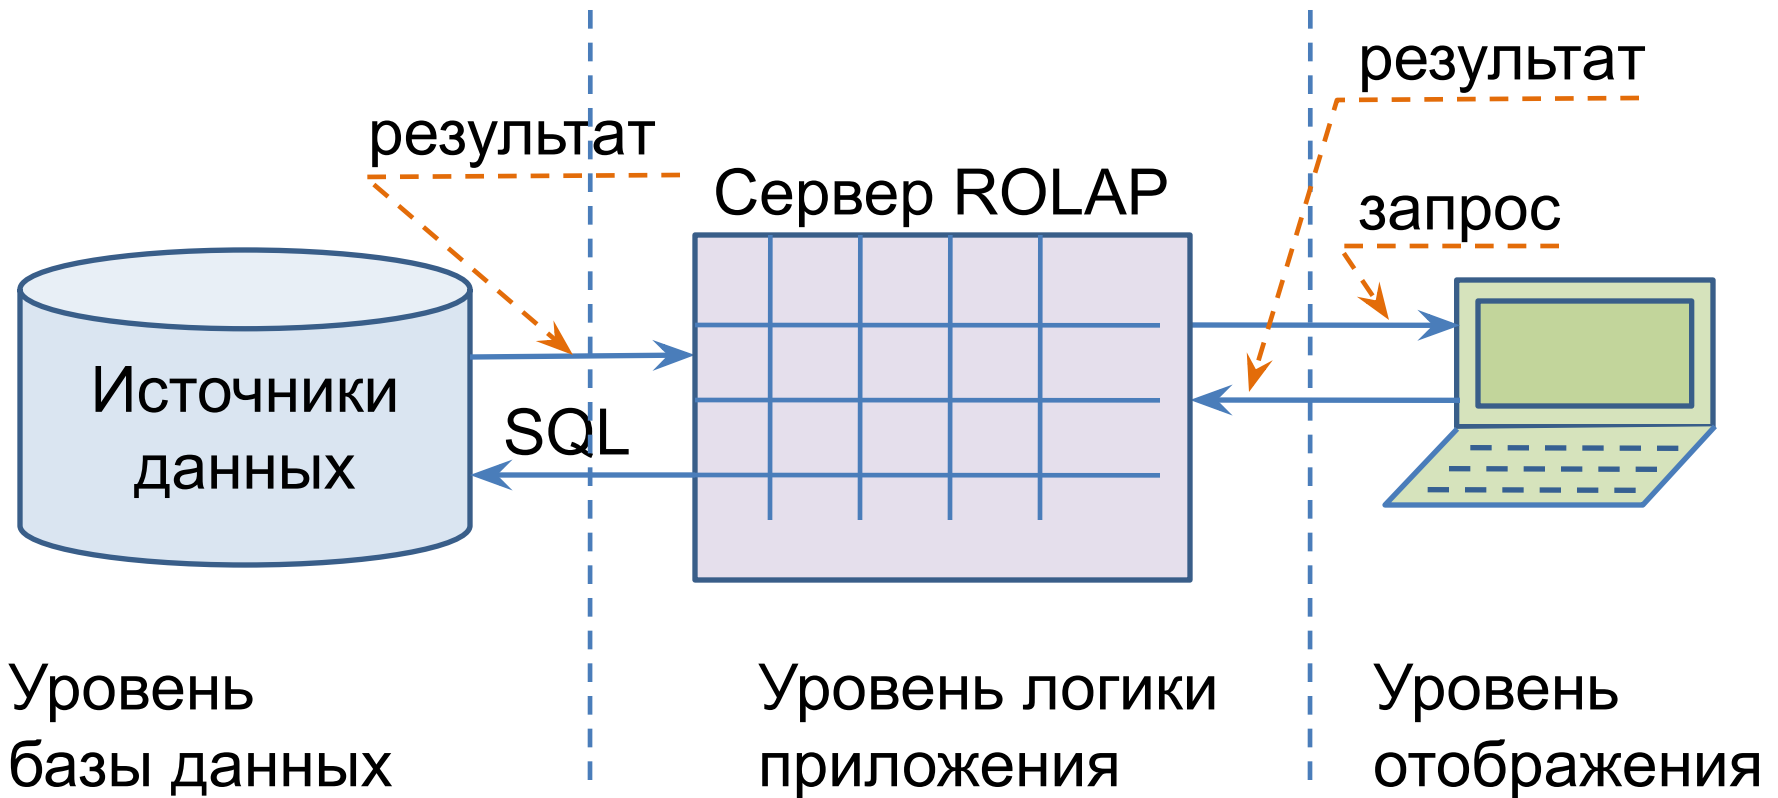 результат
результат
Сервер ROLAP
запрос
Источники
данных
SQL
Уровень
базы данных
Уровень логики
приложения
Уровень
отображения